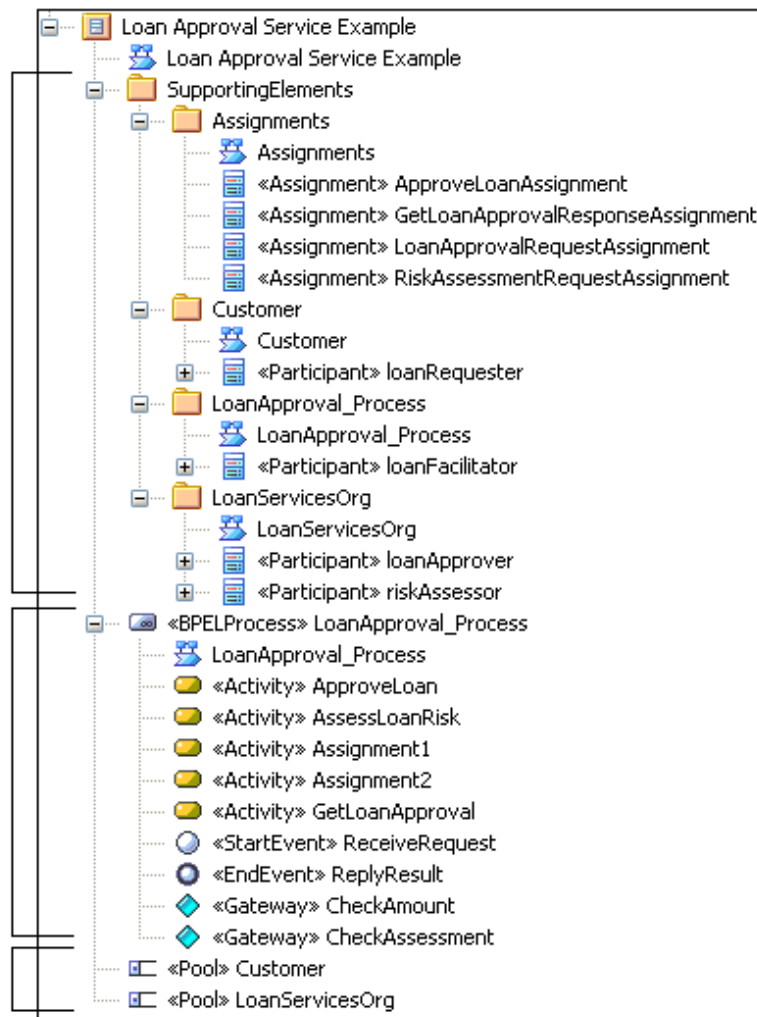 Loan Approval Service Example
Loan Approval Service Example
SupportingElements
Assignments
Assignments
«Assignment» ApproveLoanAssignment
«Assignment» GetLoanApprovalResponseAssignment
«Assignment» LoanApprovalRequestAssignment
«Assignment» RiskAssessmentRequestAssignment
Customer
Customer
«Participant» loanRequester
LoanApproval_Process
LoanApproval_Process
«Participant» loanFacilitator
LoanServicesOrg
LoanServicesOrg
«Participant» loanApprover
«Participant» riskAssessor
«BPELProcess» LoanApproval_Process
LoanApproval_Process
«Activity» ApproveLoan
«Activity» AssessLoanRisk
«Activity» Assignment1
«Activity» Assignment2
«Activity» GetLoanApproval
«StartEvent» ReceiveRequest
«EndEvent» ReplyResult
«Gateway» CheckAmount
«Gateway» CheckAssessment
«Pool» Customer
«Pool» LoanServicesOrg